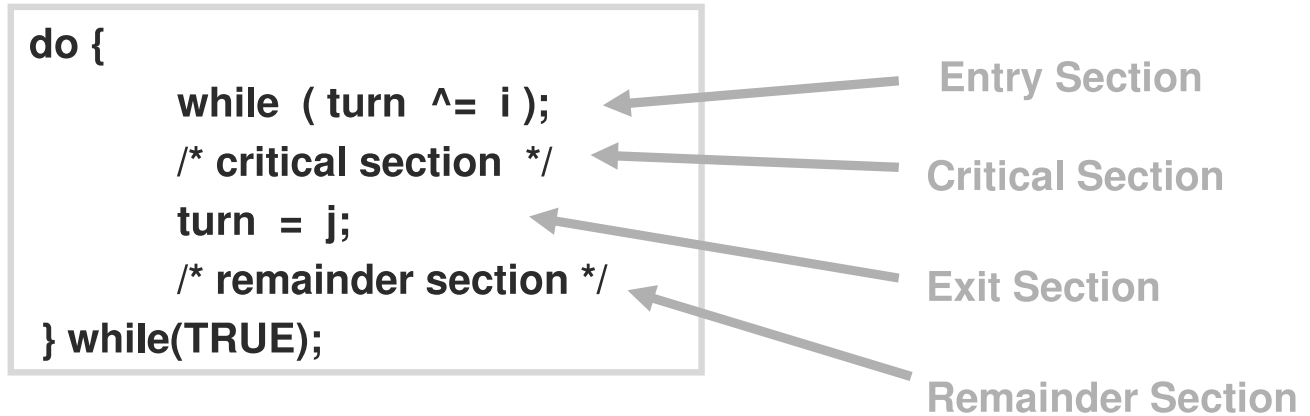 do {
while ( turn ^= i );
/* critical section */
turn = j;
/* remainder section */
} while(TRUE);
Entry Section
Critical Section
Exit Section
Remainder Section